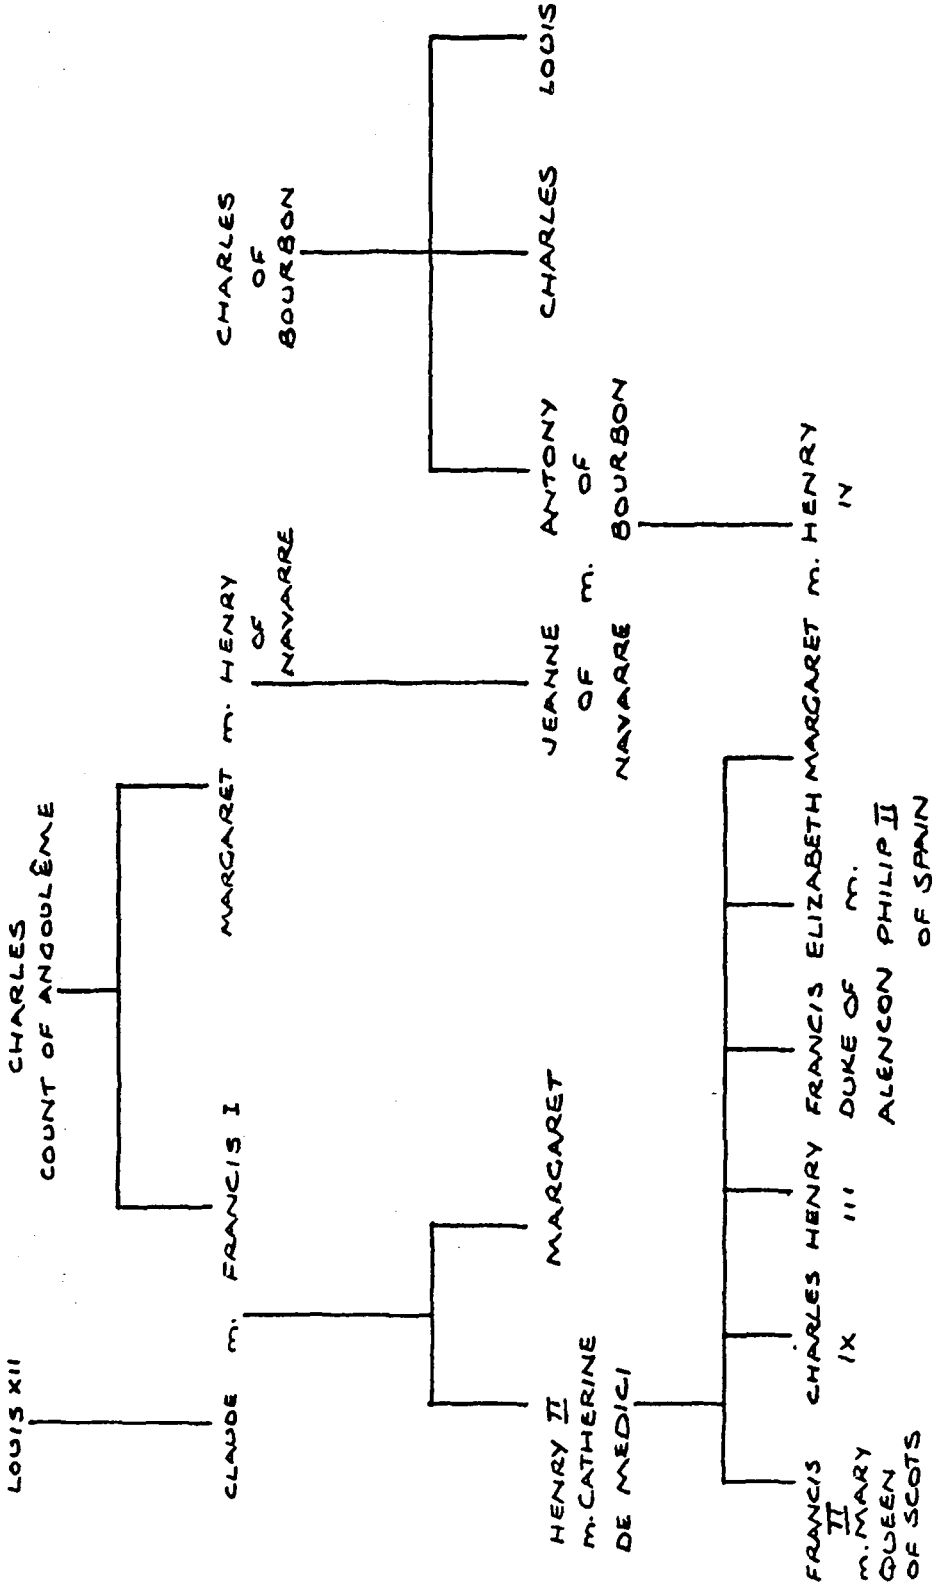 LOUIS XII
CHARLES
COUNT OF ANGOULÊME
CLAUDE m. FRANCIS I
MARGARET m. HENRY
OF
NAVARRE
CHARLES
OF
BOURBON
HENRY II
m. CATHERINE
DE MEDICI
MARGARET
JEANNE
OF
NAVARRE
m.
ANTONY
OF
BOURBON
CHARLES
LOUIS
FRANCIS
II
m. MARY
QUEEN
OF SCOTS
CHARLES
IX
HENRY
III
FRANCIS
DUKE OF
ALENCON
ELIZABETH
m.
PHILIP II
OF SPAIN
MARGARET m. HENRY
IV